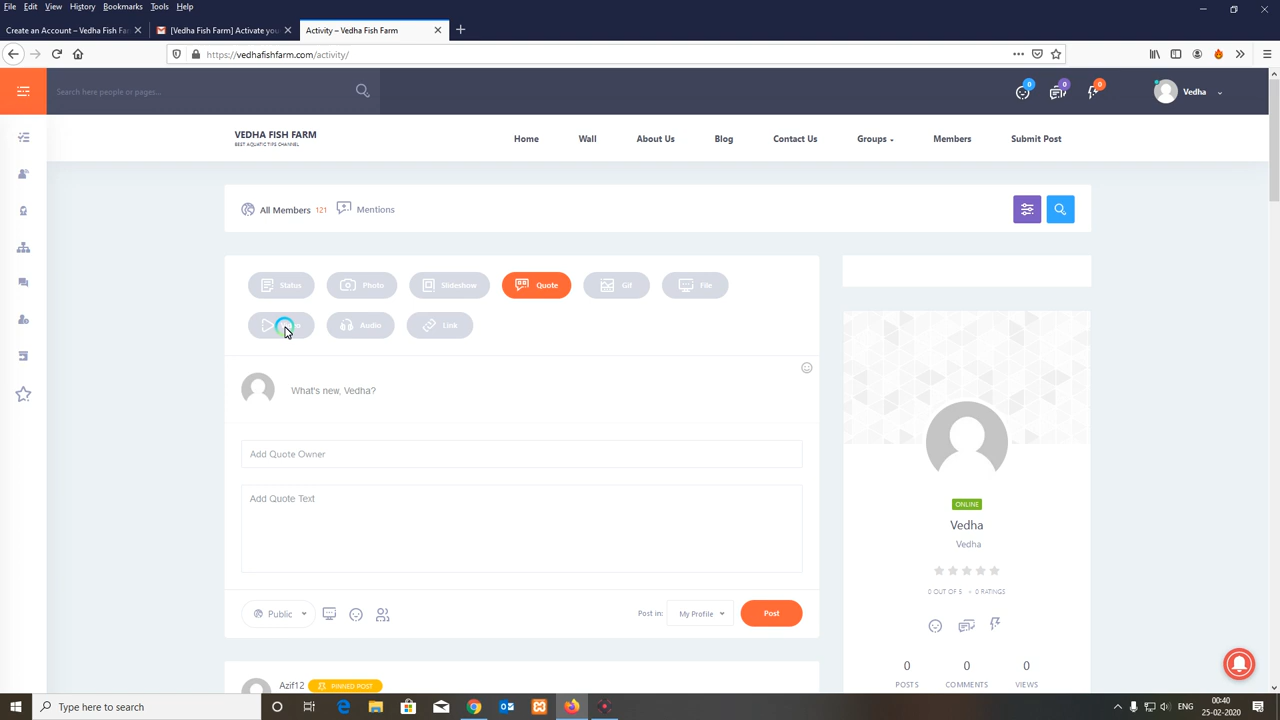 File Edit View History Bookmarks Tools Help
Create an Account – Vedha Fish Fa
[Vedha Fish Farm] Activate you
Activity – Vedha Fish Farm
https://vedhafishfarm.com/activity/
Search here people or pages...
0 0 0
Vedha
VEDHA FISH FARM
BEST AQUATIC TIPS CHANNEL
Home Wall About Us Blog Contact Us Groups Members Submit Post
All Members 121 Mentions
Status Photo Slideshow Quote Gif File
Audio Link
What's new, Vedha?
Add Quote Owner
Add Quote Text
Public
Post in: My Profile Post
Azif12 PINNED POST
ONLINE
Vedha
Vedha
0 OUT OF 5 • 0 RATINGS
0 0 0
POSTS COMMENTS VIEWS
Type here to search
ENG
00:40
25-02-2020